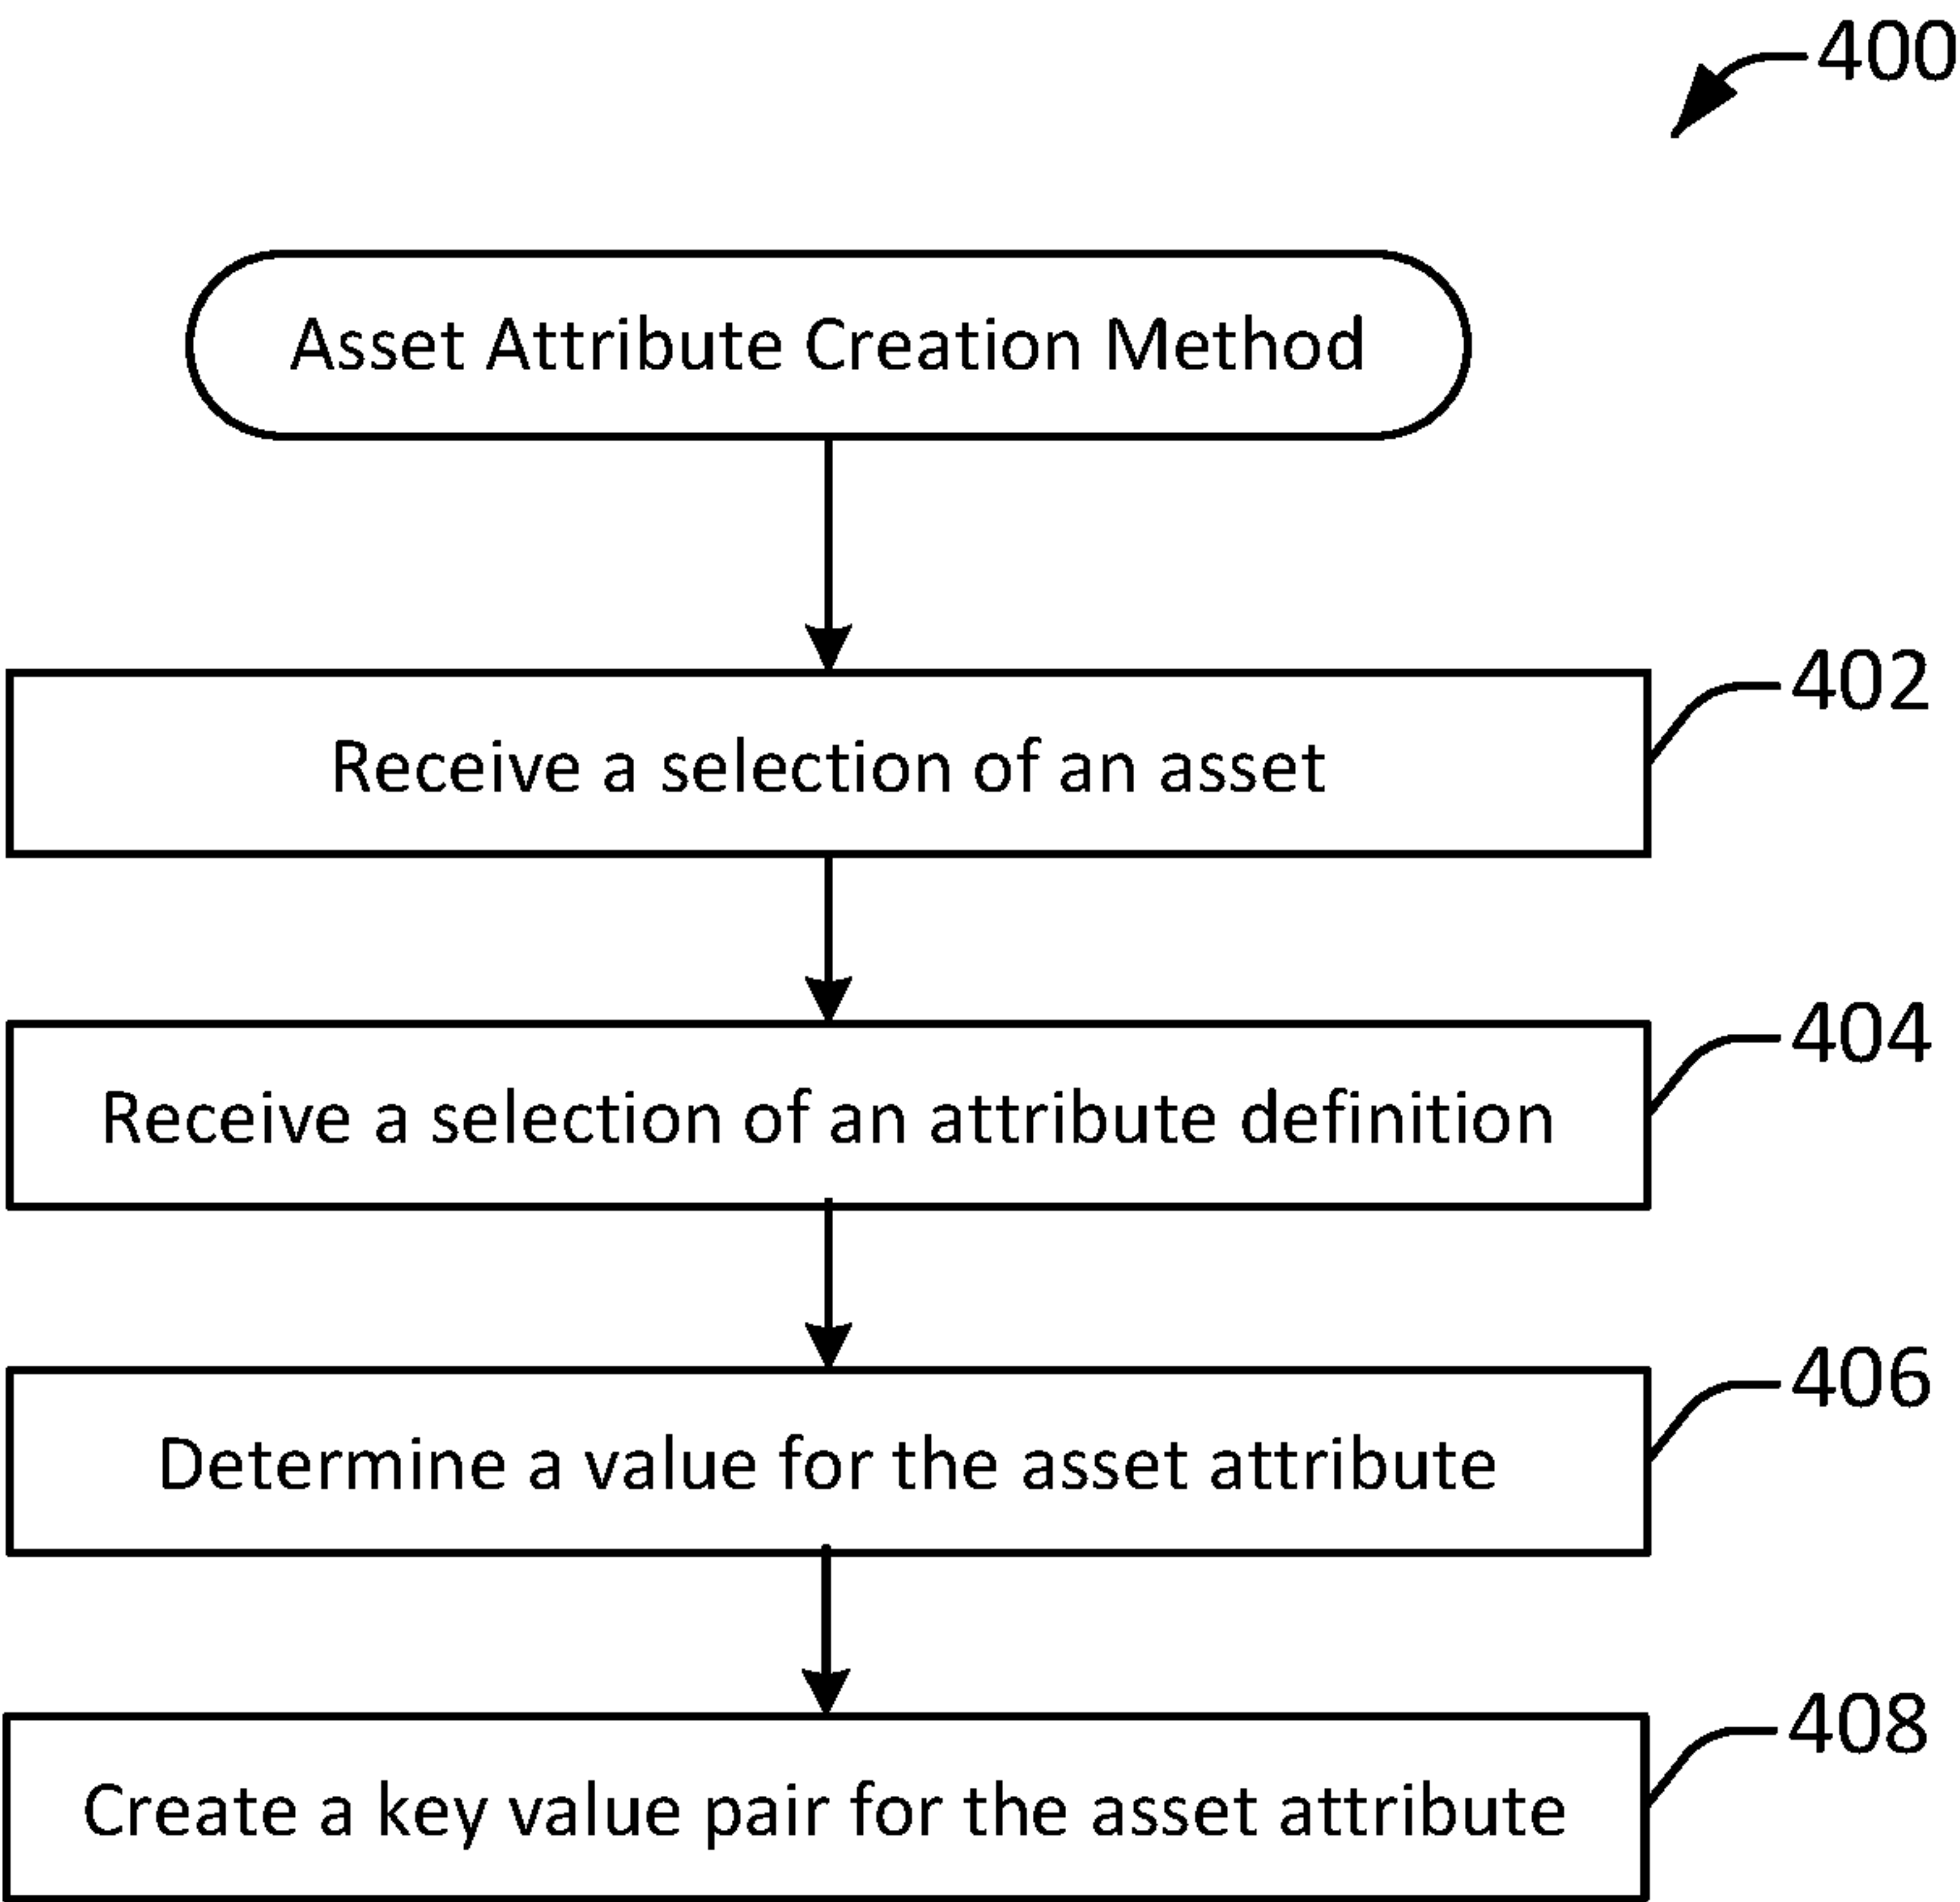 400
Asset Attribute Creation Method
402
Receive a selection of an asset
404
Receive a selection of an attribute definition
406
Determine a value for the asset attribute
408
Create a key value pair for the asset attribute